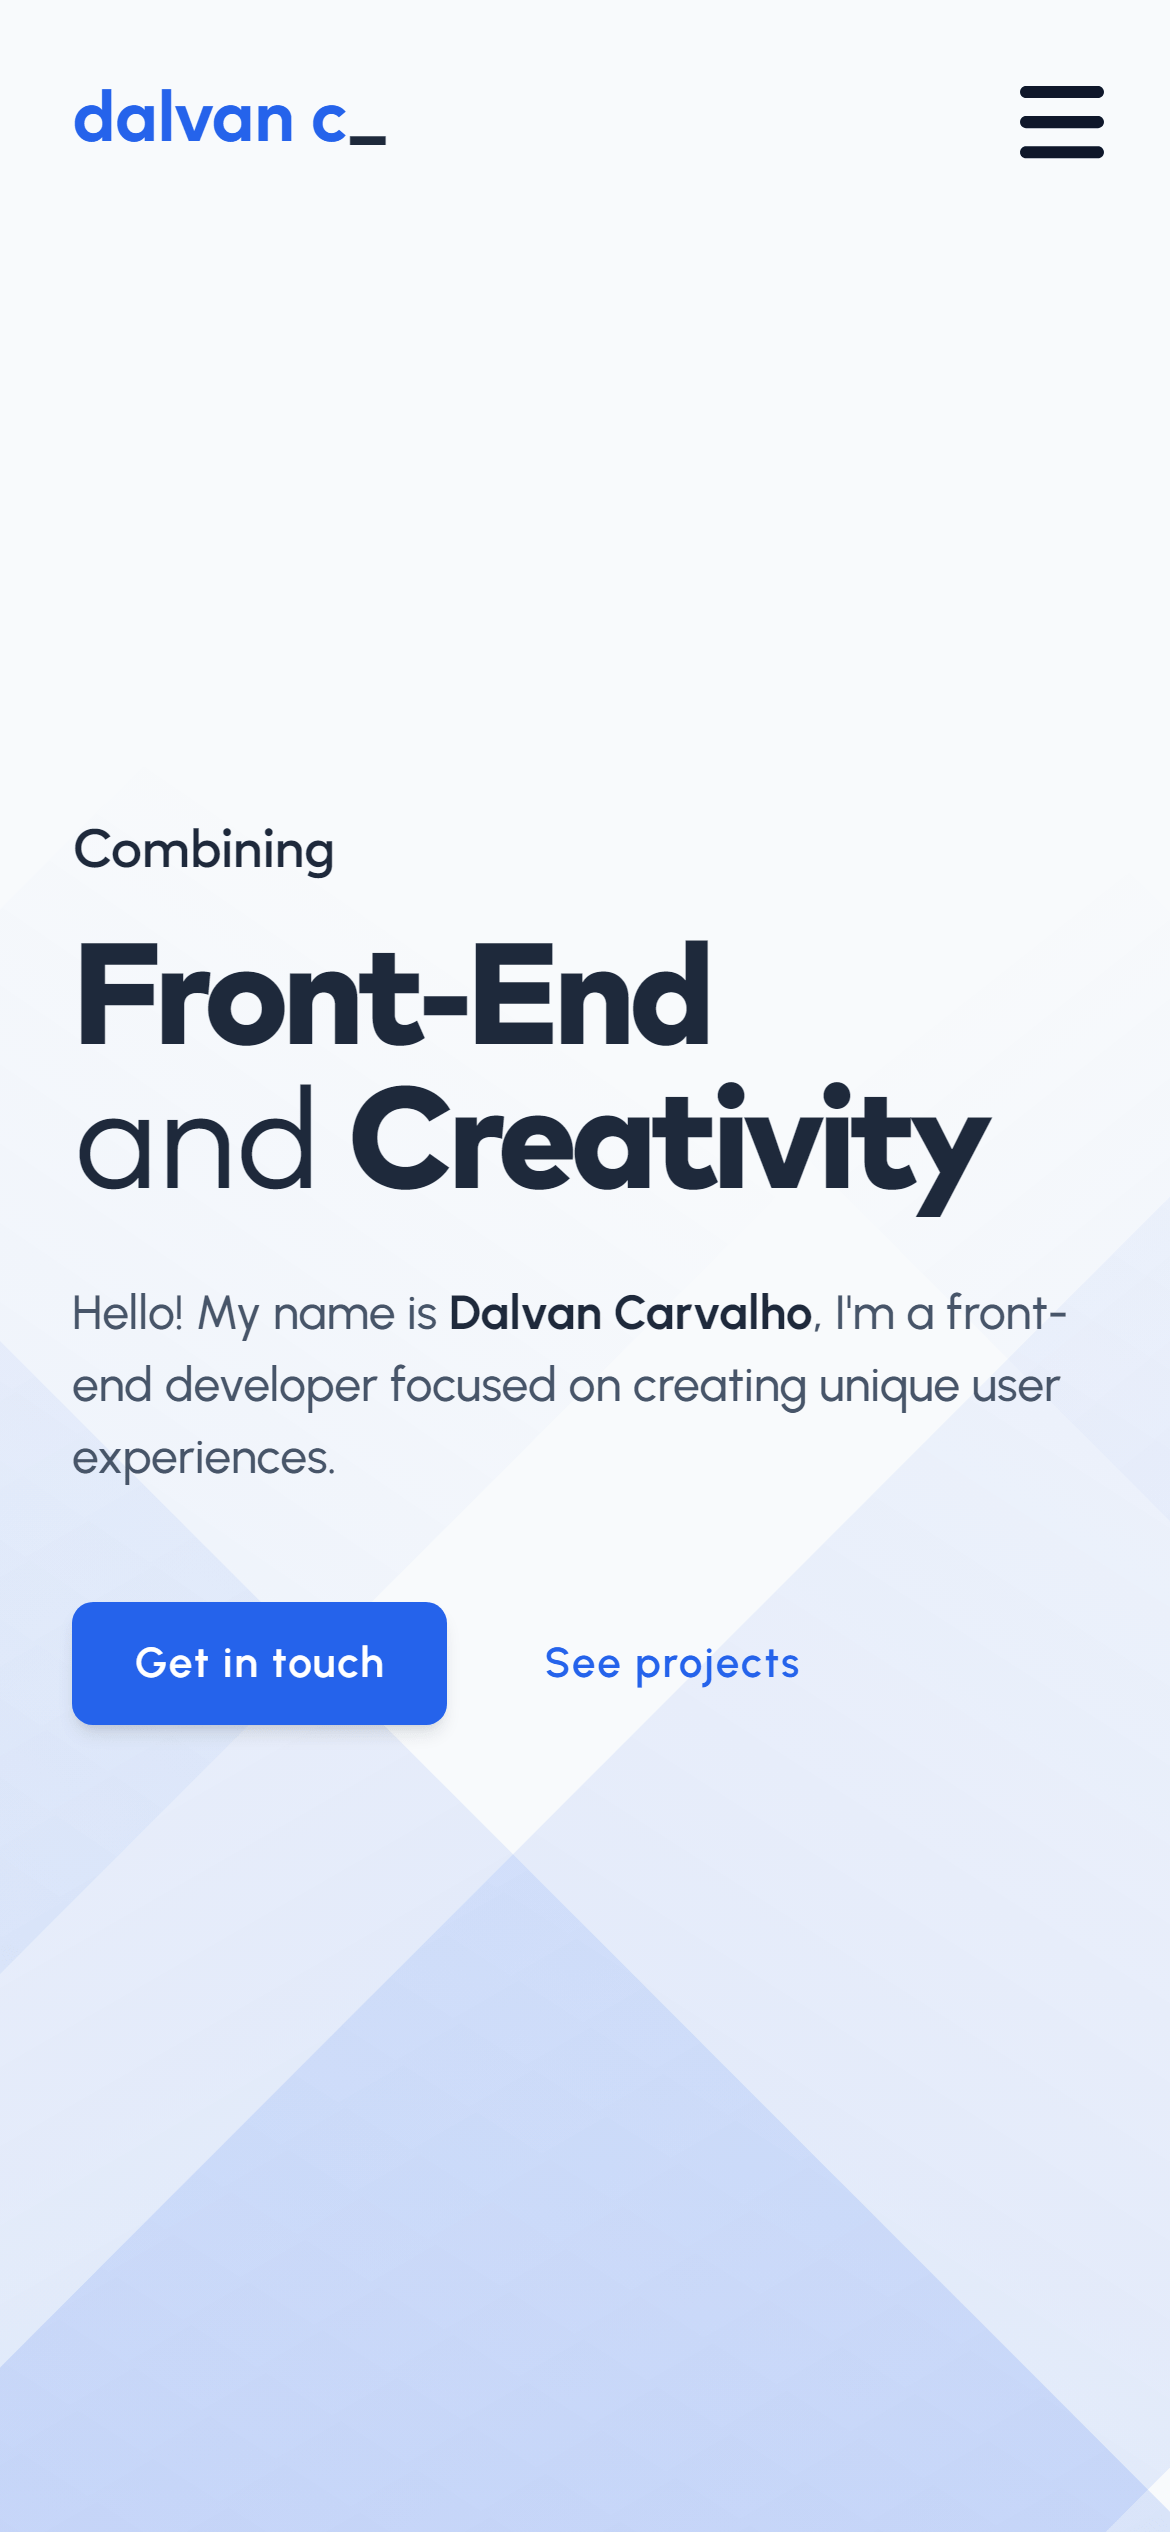 dalvan c_
Combining
Front-End
and Creativity
Hello! My name is Dalvan Carvalho, I'm a front-
end developer focused on creating unique user
experiences.
Get in touch
See projects